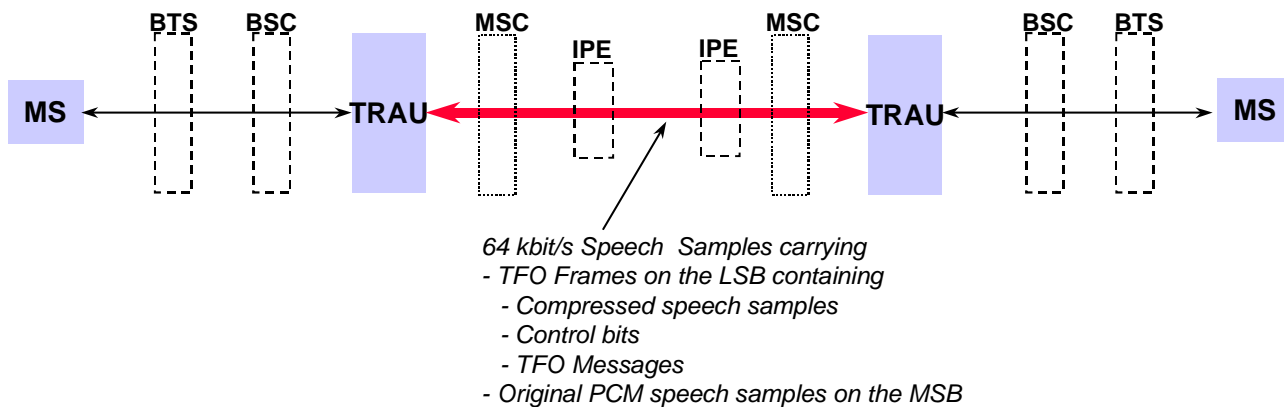 BTS BSC MSC IPE IPE MSC BSC BTS
MS TRAU TRAU MS
64 kbit/s Speech Samples carrying
- TFO Frames on the LSB containing
- Compressed speech samples
- Control bits
- TFO Messages
- Original PCM speech samples on the MSB